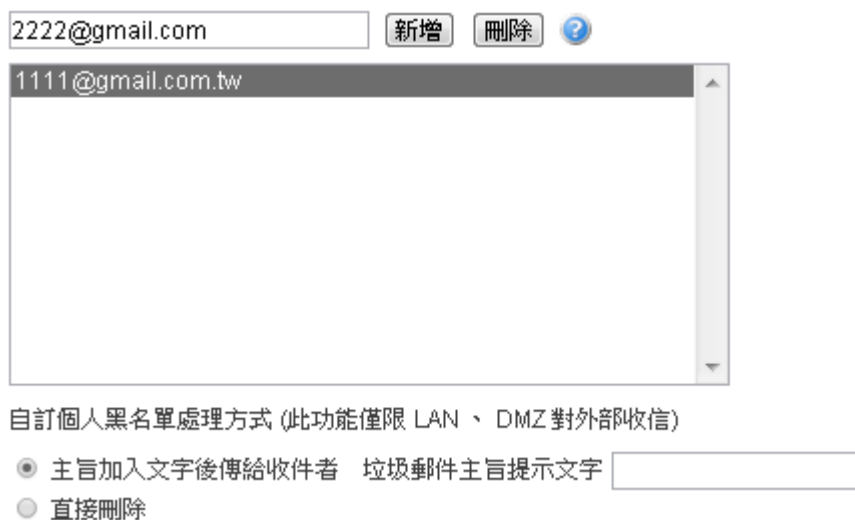 2222@gmail.com 新增 刪除
1111@gmail.com.tw
自訂個人黑名單處理方式 (此功能僅限 LAN 、 DMZ 對外部收信)
主旨加入文字後傳給收件者 垃圾郵件主旨提示文字
直接刪除